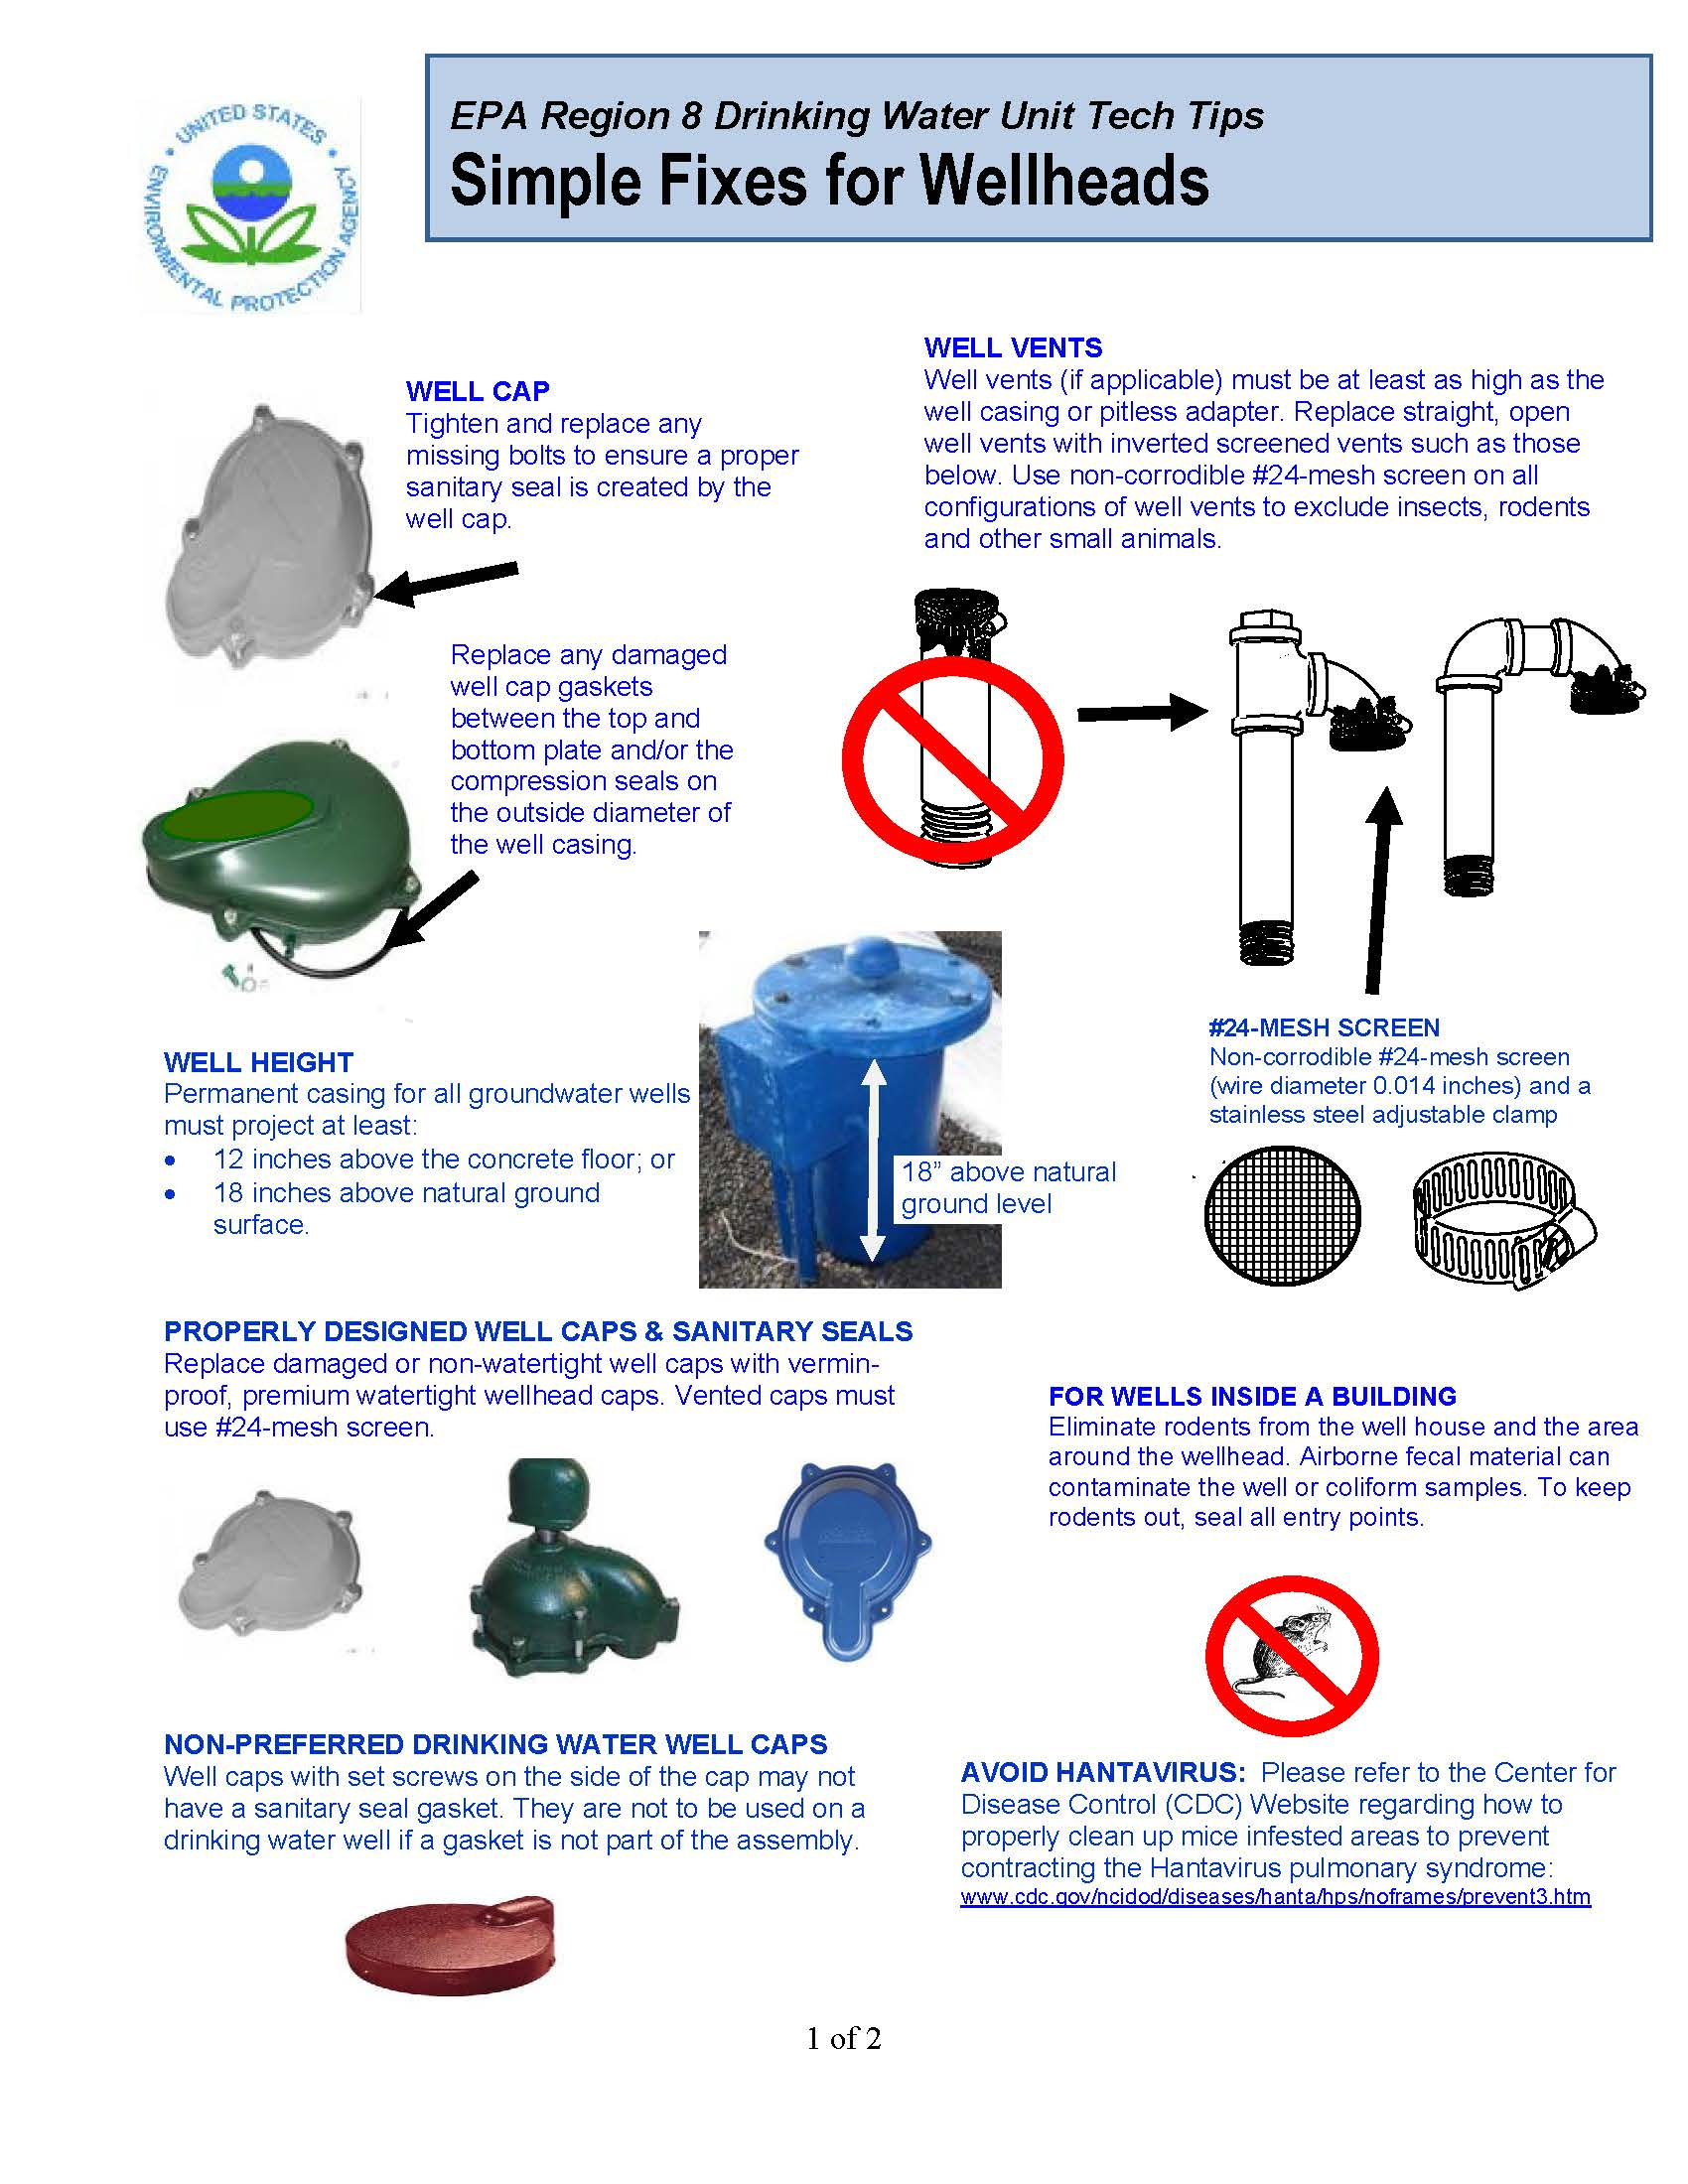 UNITED STATES
ENVIRONMENTAL PROTECTION AGENCY
EPA Region 8 Drinking Water Unit Tech Tips
Simple Fixes for Wellheads
WELL CAP
Tighten and replace any
missing bolts to ensure a proper
sanitary seal is created by the
well cap.
Replace any damaged
well cap gaskets
between the top and
bottom plate and/or the
compression seals on
the outside diameter of
the well casing.
WELL VENTS
Well vents (if applicable) must be at least as high as the
well casing or pitless adapter. Replace straight, open
well vents with inverted screened vents such as those
below. Use non-corrodible #24-mesh screen on all
configurations of well vents to exclude insects, rodents
and other small animals.
#24-MESH SCREEN
Non-corrodible #24-mesh screen
(wire diameter 0.014 inches) and a
stainless steel adjustable clamp
WELL HEIGHT
Permanent casing for all groundwater wells
must project at least:
• 12 inches above the concrete floor; or
• 18 inches above natural ground
surface.
18” above natural
ground level
PROPERLY DESIGNED WELL CAPS & SANITARY SEALS
Replace damaged or non-watertight well caps with vermin-
proof, premium watertight wellhead caps. Vented caps must
use #24-mesh screen.
FOR WELLS INSIDE A BUILDING
Eliminate rodents from the well house and the area
around the wellhead. Airborne fecal material can
contaminate the well or coliform samples. To keep
rodents out, seal all entry points.
NON-PREFERRED DRINKING WATER WELL CAPS
Well caps with set screws on the side of the cap may not
have a sanitary seal gasket. They are not to be used on a
drinking water well if a gasket is not part of the assembly.
AVOID HANTAVIRUS: Please refer to the Center for
Disease Control (CDC) Website regarding how to
properly clean up mice infested areas to prevent
contracting the Hantavirus pulmonary syndrome:
www.cdc.gov/ncidod/diseases/hanta/hps/noframes/prevent3.htm
1 of 2